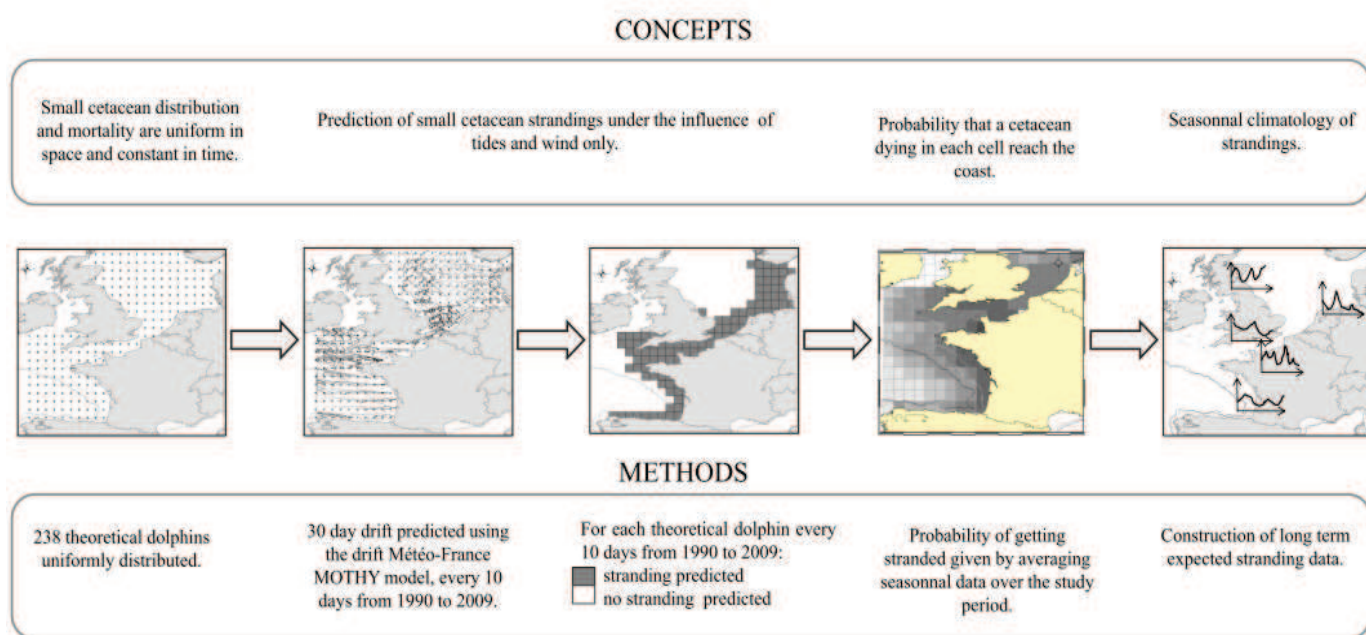 CONCEPTS
Small cetacean distribution
and mortality are uniform in
space and constant in time.
Prediction of small cetacean strandings under the influence of
tides and wind only.
Probability that a cetacean
dying in each cell reach the
coast.
Seasonnal climatology of
strandings.
METHODS
238 theoretical dolphins
uniformly distributed.
30 day drift predicted using
the drift Météo-France
MOTHY model, every 10
days from 1990 to 2009.
For each theoretical dolphin every
10 days from 1990 to 2009:
stranding predicted
no stranding predicted
Probability of getting
stranded given by averaging
seasonnal data over the study
period.
Construction of long term
expected stranding data.